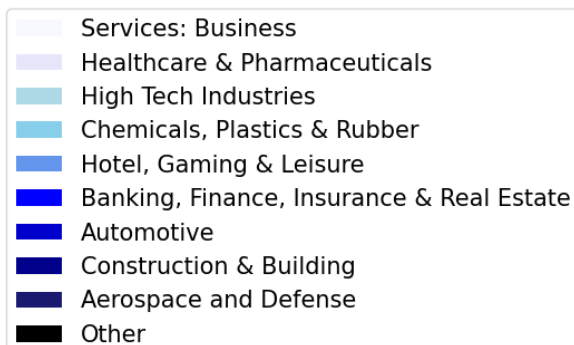 Services: Business
Healthcare & Pharmaceuticals
High Tech Industries
Chemicals, Plastics & Rubber
Hotel, Gaming & Leisure
Banking, Finance, Insurance & Real Estate
Automotive
Construction & Building
Aerospace and Defense
Other